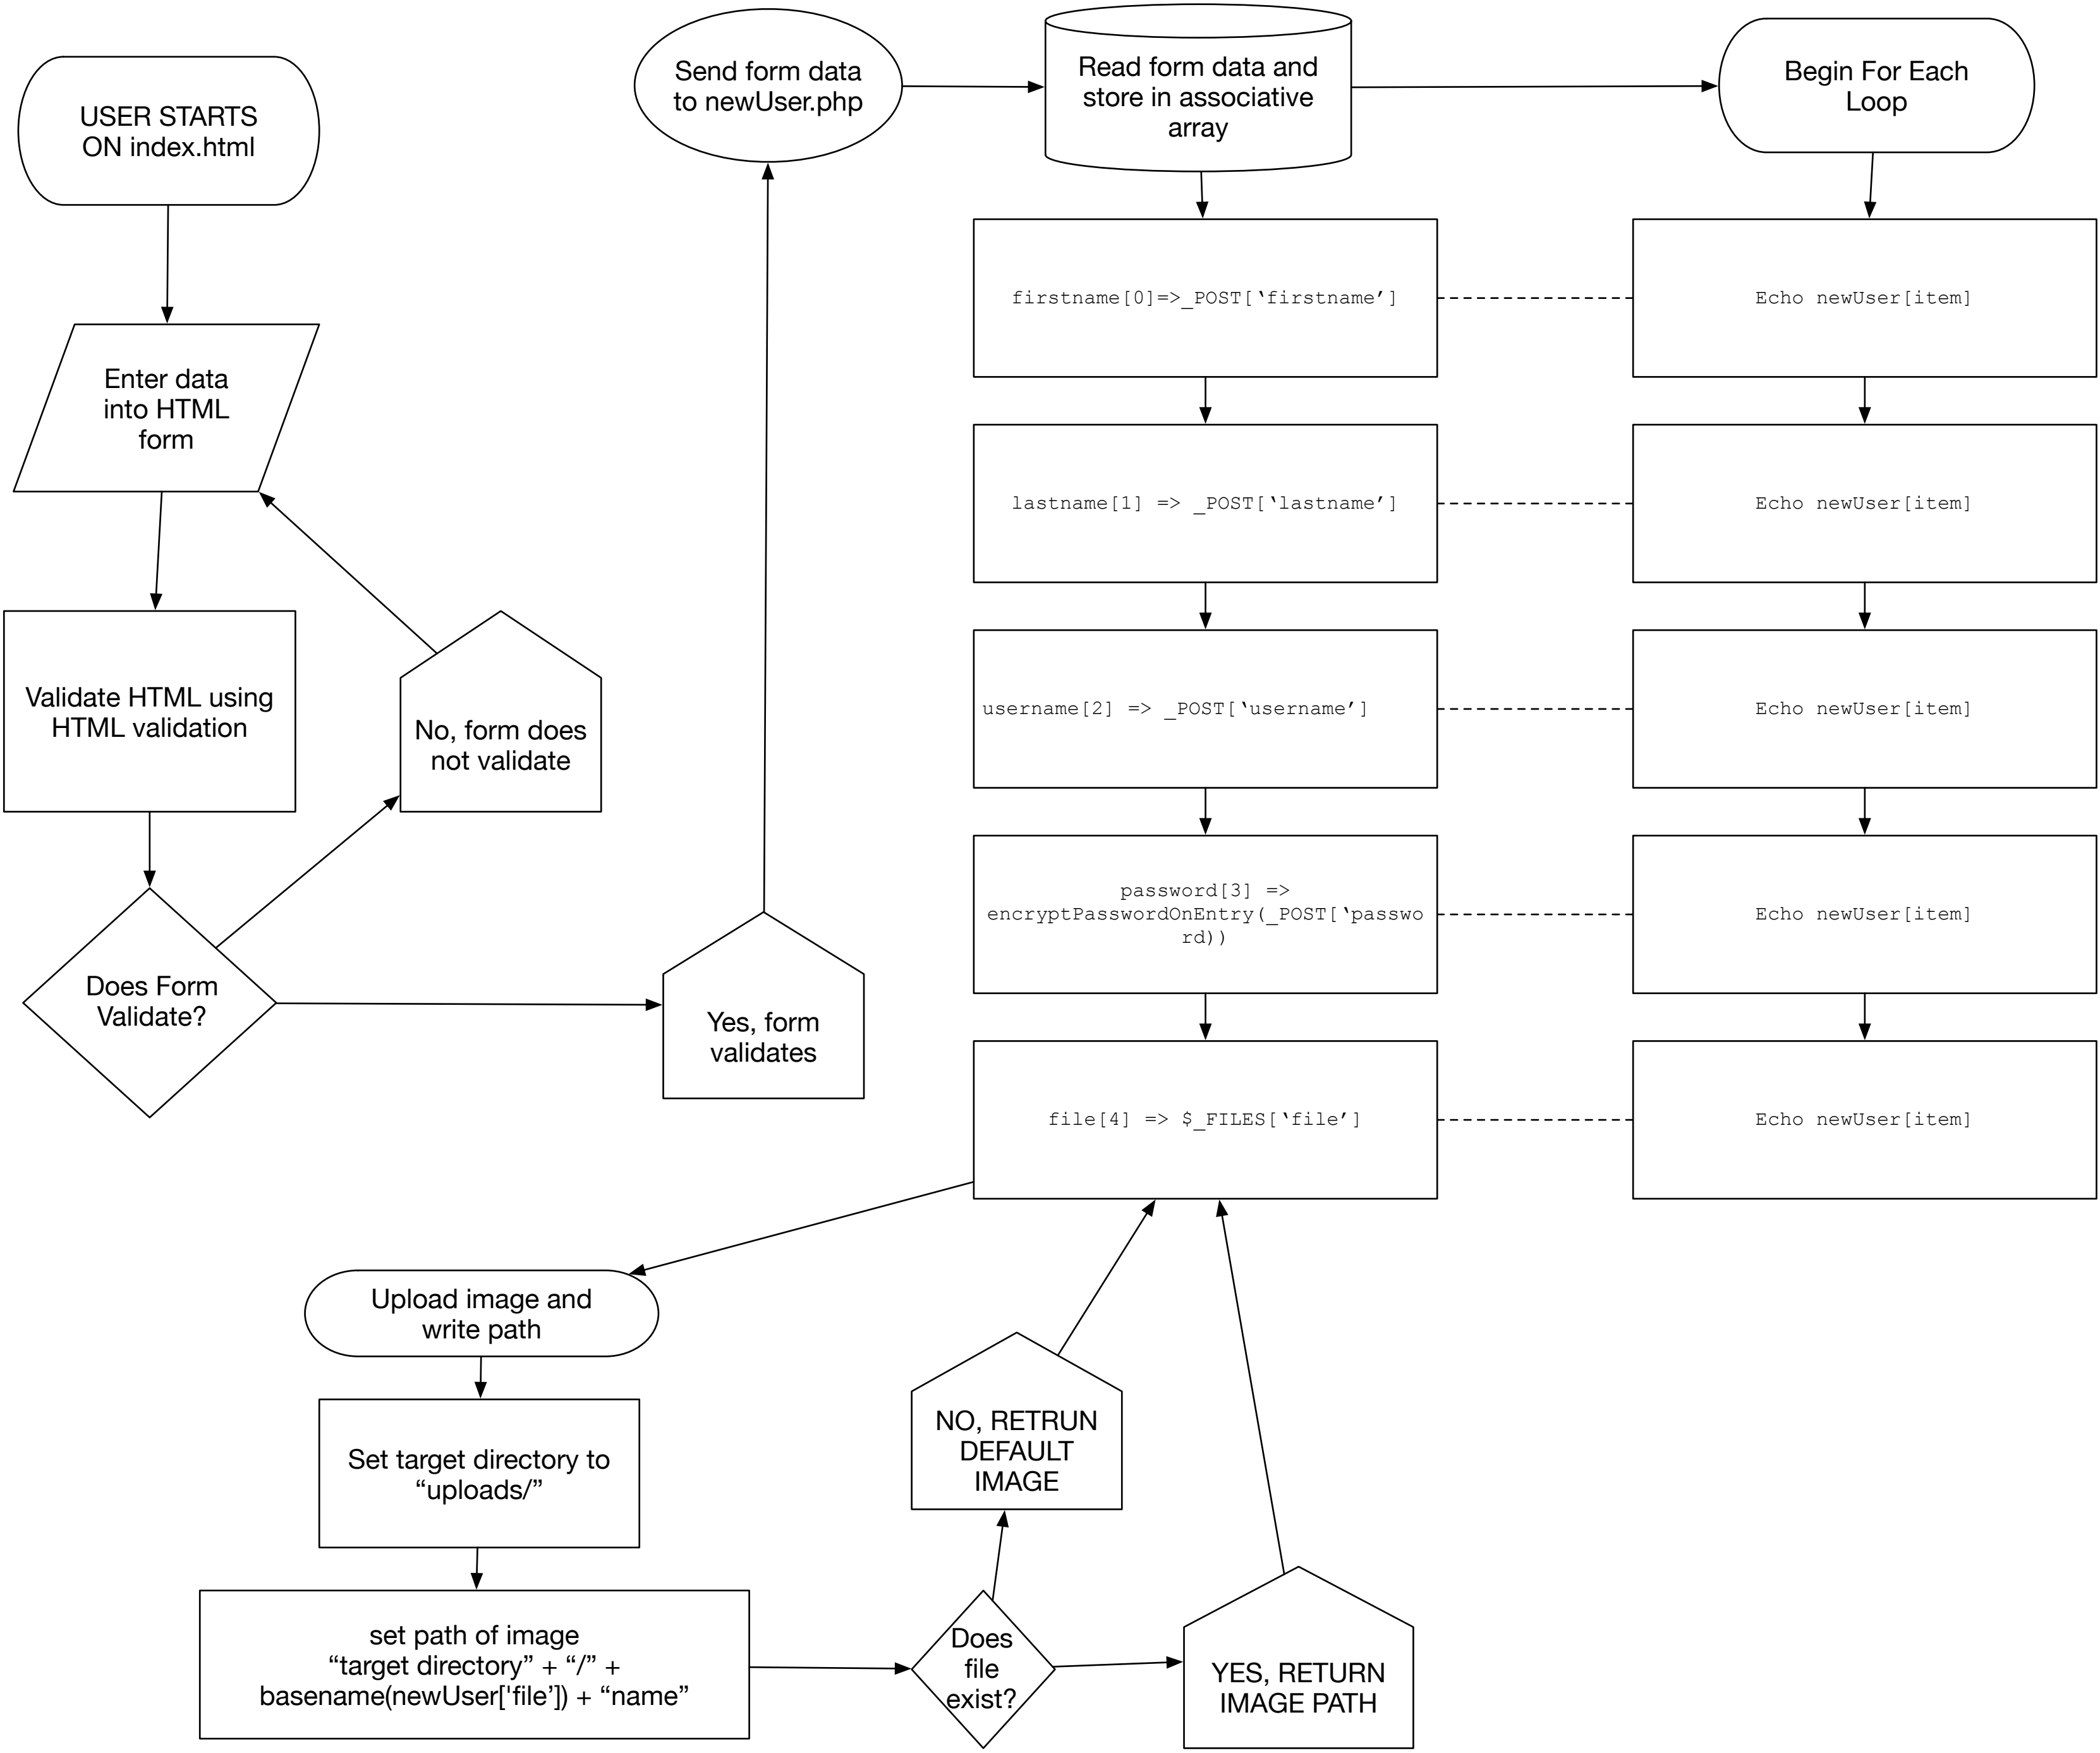 USER STARTS
ON index.html
Enter data
into HTML
form
Validate HTML using
HTML validation
No, form does
not validate
Does Form
Validate?
Yes, form
validates
Send form data
to newUser.php
Read form data and
store in associative
array
Begin For Each
Loop
firstname[0]=>_POST[‘firstname’]
Echo newUser[item]
lastname[1] => _POST[‘lastname’]
Echo newUser[item]
username[2] => _POST[‘username’]
Echo newUser[item]
password[3] =>
encryptPasswordOnEntry(_POST[‘passwo
rd))
Echo newUser[item]
file[4] => $_FILES[‘file’]
Echo newUser[item]
Upload image and
write path
Set target directory to
“uploads/”
set path of image
“target directory” + “/” +
basename(newUser['file’]) + “name”
Does
file
exist?
NO, RETRUN
DEFAULT
IMAGE
YES, RETURN
IMAGE PATH